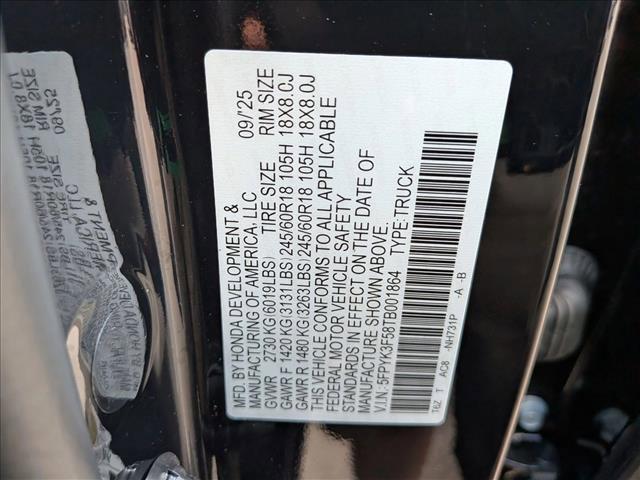 MFD. BY HONDA DEVELOPMENT &
MANUFACTURING OF AMERICA, LLC 09/25
GVWR 2730 KG(6019LBS) TIRE SIZE RIM SIZE
GAWR F 1420 KG(3131LBS) 245/60R18 105H 18X8.0J
GAWR R 1480 KG(3263LBS) 245/60R18 105H 18X8.0J
THIS VEHICLE CONFORMS TO ALL APPLICABLE
FEDERAL MOTOR VEHICLE SAFETY
STANDARDS IN EFFECT ON THE DATE OF
MANUFACTURE SHOWN ABOVE.
V.I.N.: 5FPYK3F581TB001864 TYPE:TRUCK
T6Z T AC8 -NH731P -A -B